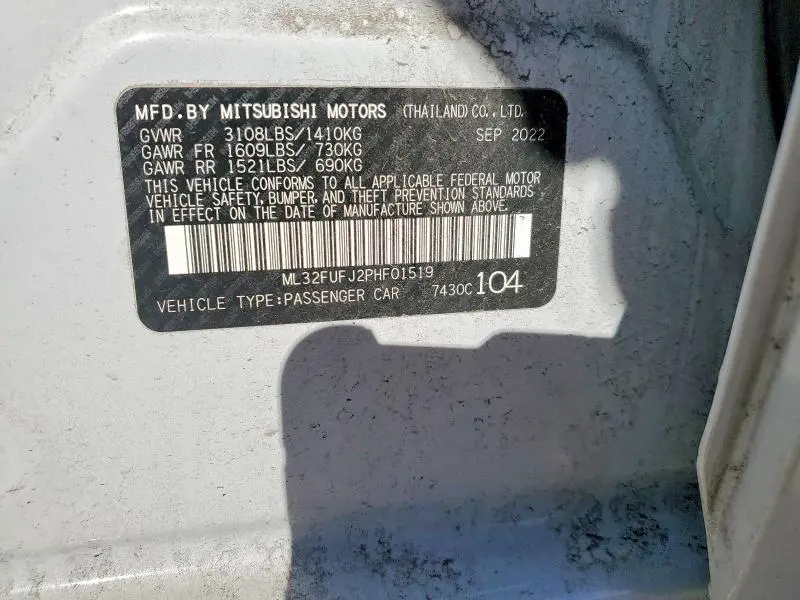 MFD.BY MITSUBISHI MOTORS (THAILAND) CO., LTD.
GVWR 3108LBS/1410KG SEP 2022
GAWR FR 1609LBS/ 730KG
GAWR RR 1521LBS/ 690KG
THIS VEHICLE CONFORMS TO ALL APPLICABLE FEDERAL MOTOR
VEHICLE SAFETY, BUMPER, AND THEFT PREVENTION STANDARDS
IN EFFECT ON THE DATE OF MANUFACTURE SHOWN ABOVE.
ML32FUFJ2PHF01519
VEHICLE TYPE:PASSENGER CAR 7430C104